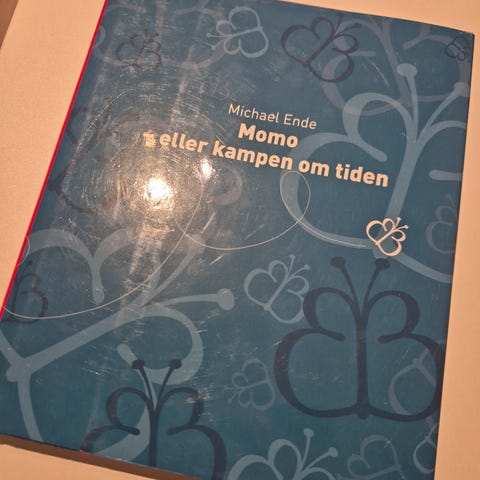 Michael Ende
Momo
eller kampen om tiden